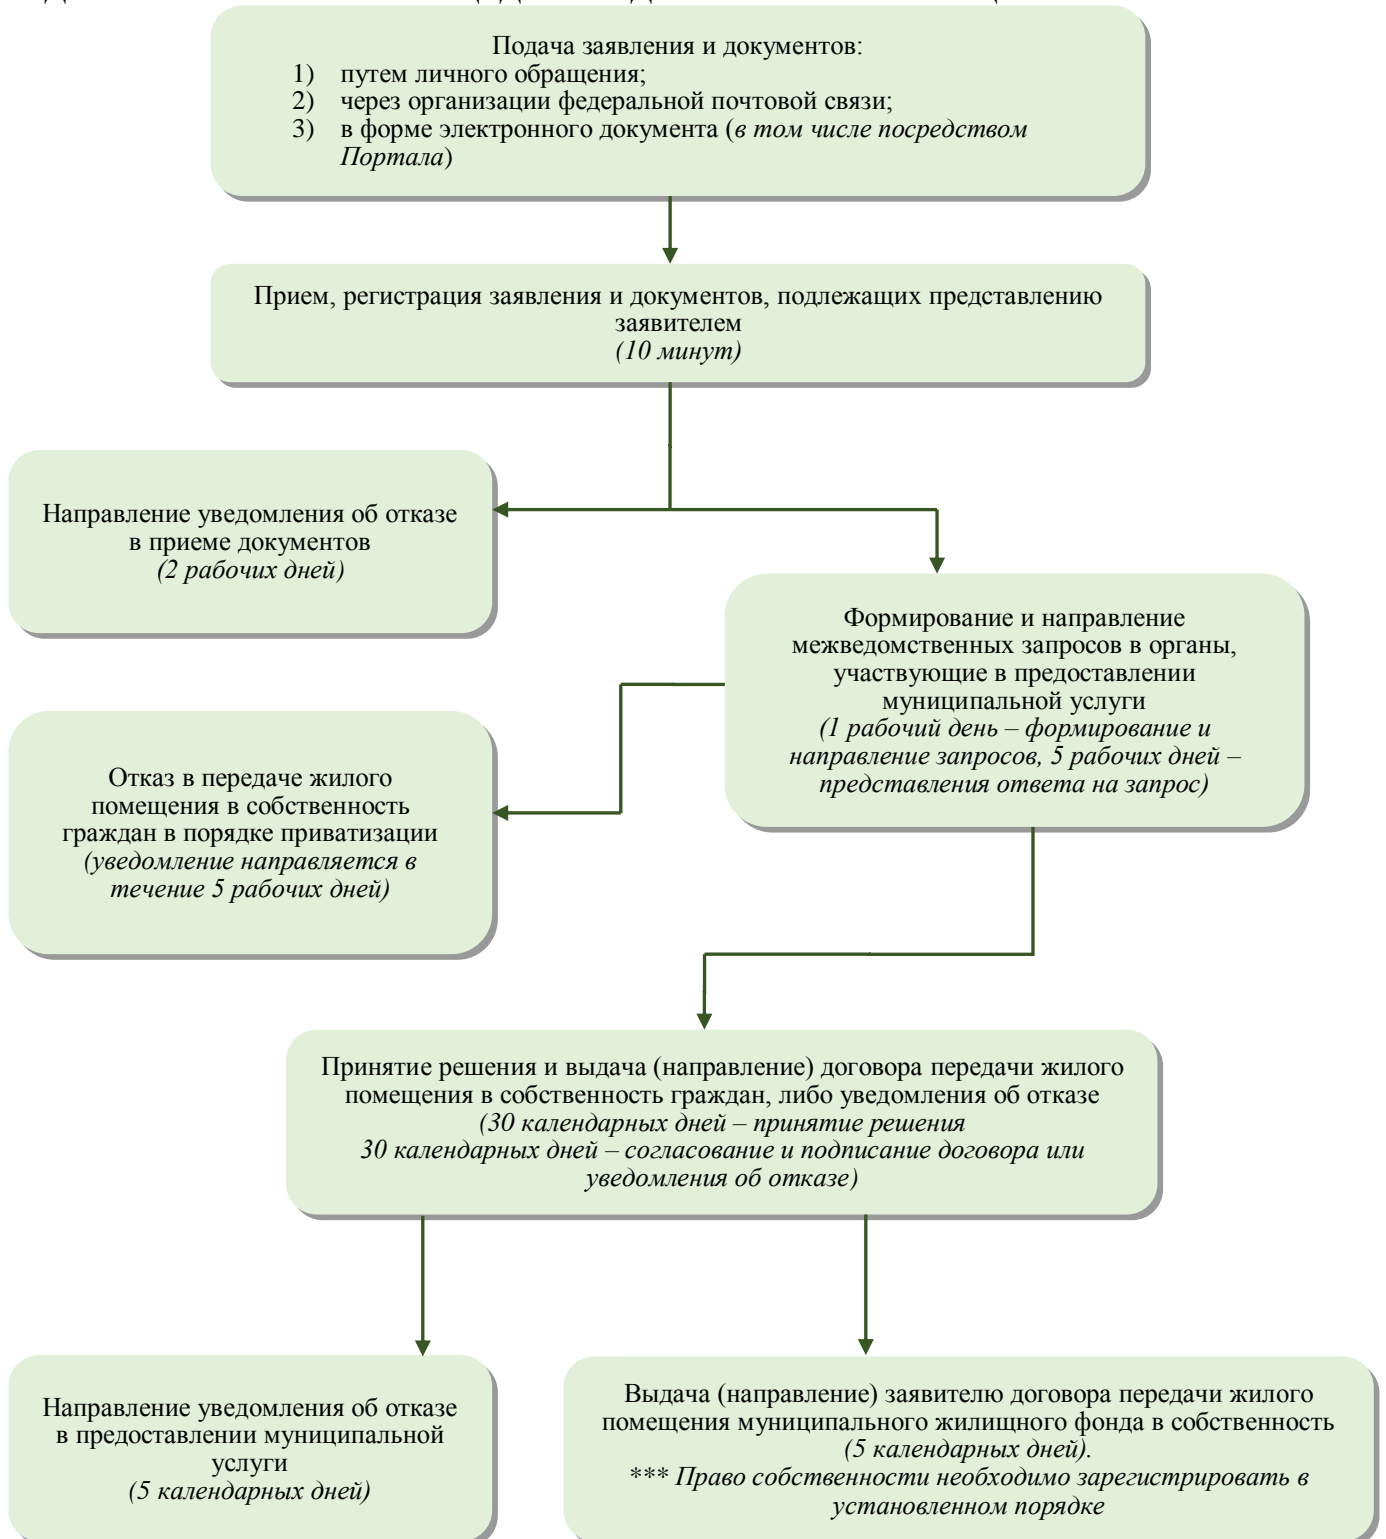 Подача заявления и документов:
1) путем личного обращения;
2) через организации федеральной почтовой связи;
3) в форме электронного документа (в том числе посредством
Портала)
Прием, регистрация заявления и документов, подлежащих представлению
заявителем
(10 минут)
Направление уведомления об отказе
в приеме документов
(2 рабочих дней)
Формирование и направление
межведомственных запросов в органы,
участвующие в предоставлении
муниципальной услуги
(1 рабочий день – формирование и
направление запросов, 5 рабочих дней –
представления ответа на запрос)
Отказ в передаче жилого
помещения в собственность
граждан в порядке приватизации
(уведомление направляется в
течение 5 рабочих дней)
Принятие решения и выдача (направление) договора передачи жилого
помещения в собственность граждан, либо уведомления об отказе
(30 календарных дней – принятие решения
30 календарных дней – согласование и подписание договора или
уведомления об отказе)
Направление уведомления об отказе
в предоставлении муниципальной
услуги
(5 календарных дней)
Выдача (направление) заявителю договора передачи жилого
помещения муниципального жилищного фонда в собственность
(5 календарных дней).
*** Право собственности необходимо зарегистрировать в
установленном порядке